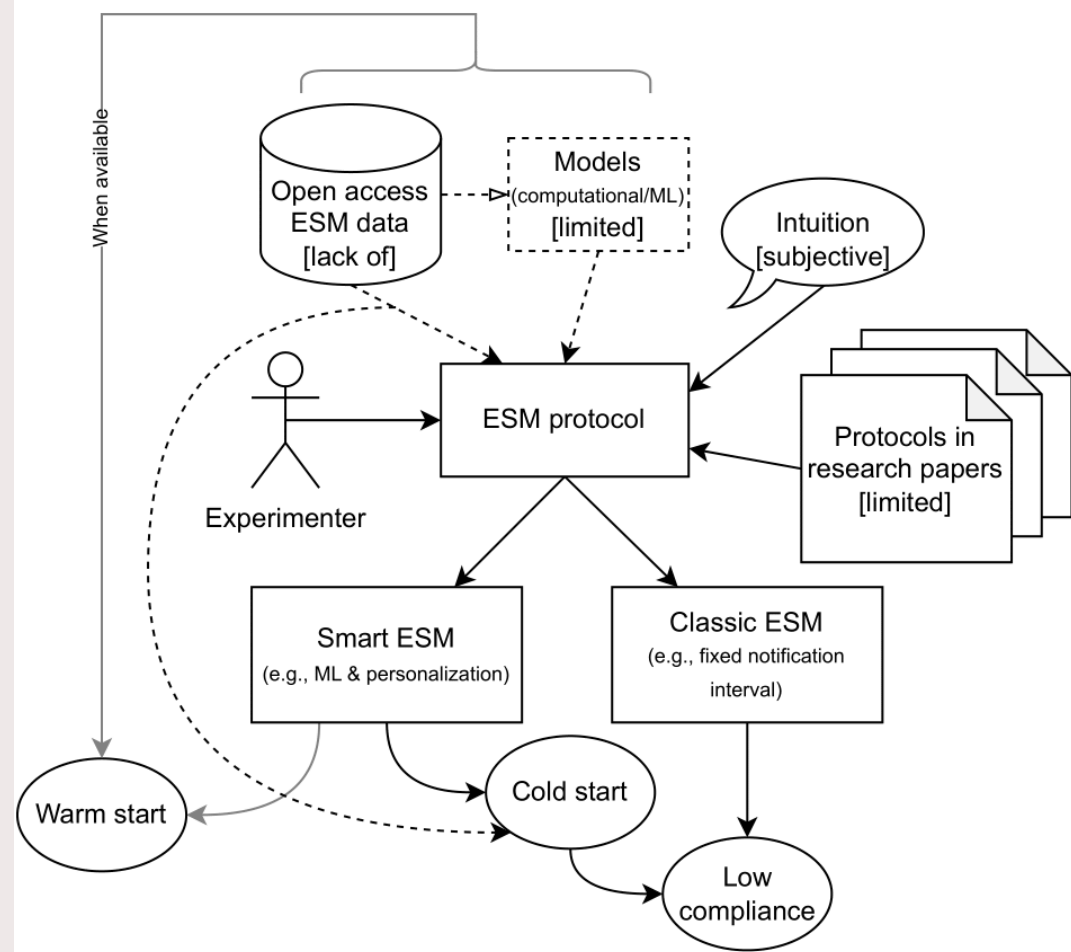 When available
Open access
ESM data
[lack of]
Models
(computational/ML)
[limited]
Intuition
[subjective]
Experimenter
ESM protocol
Protocols in
research papers
[limited]
Smart ESM
(e.g., ML & personalization)
Classic ESM
(e.g., fixed notification
interval)
Warm start
Cold start
Low
compliance